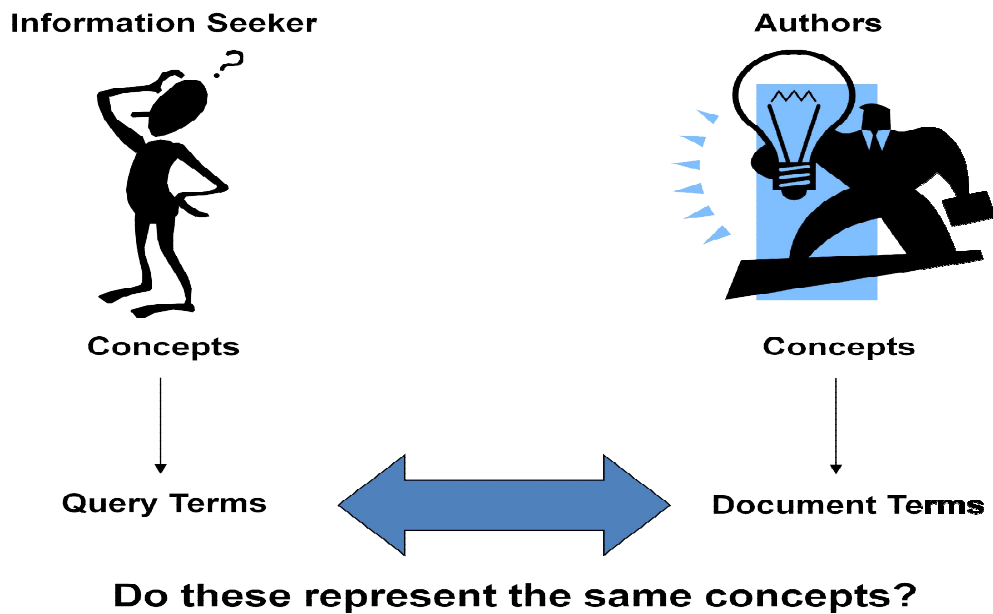 Information Seeker
Authors
?
Concepts
Concepts
Query Terms
Document Terms
Do these represent the same concepts?